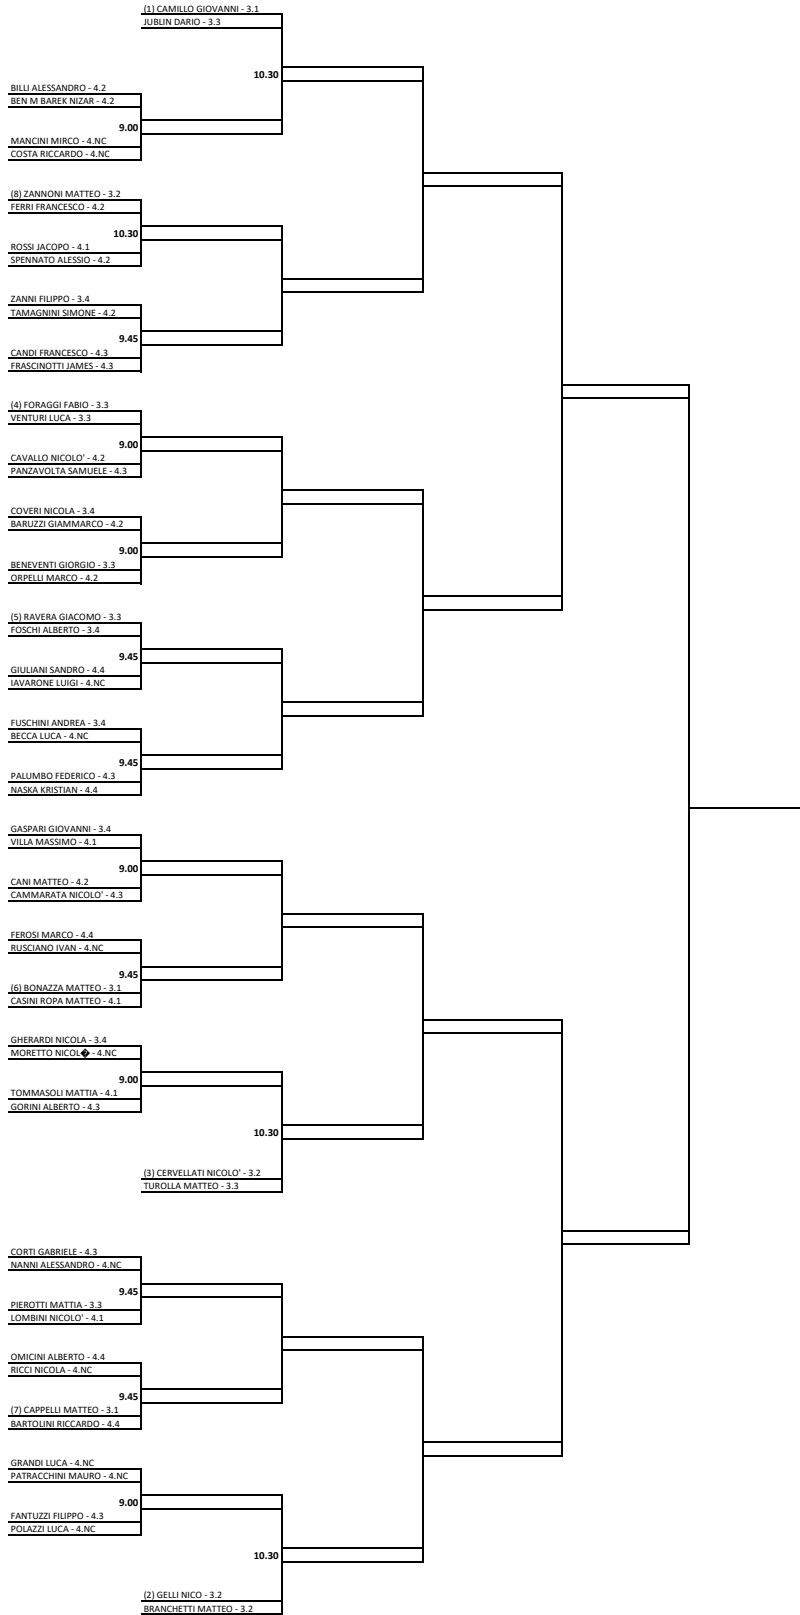 (1) CAMILLO GIOVANNI - 3.1
JUBLIN DARIO - 3.3
10.30
BILLI ALESSANDRO - 4.2
BEN M BAREK NIZAR - 4.2
9.00
MANCINI MIRCO - 4.NC
COSTA RICCARDO - 4.NC
(8) ZANNONI MATTEO - 3.2
FERRI FRANCESCO - 4.2
10.30
ROSSI JACOPO - 4.1
SPENNATO ALESSIO - 4.2
ZANNI FILIPPO - 3.4
TAMAGNINI SIMONE - 4.2
9.45
CANDI FRANCESCO - 4.3
FRASCINOTTI JAMES - 4.3
(4) FORAGGI FABIO - 3.3
VENTURI LUCA - 3.3
9.00
CAVALLO NICOLO' - 4.2
PANZAVOLTA SAMUELE - 4.3
COVERI NICOLA - 3.4
BARUZZI GIAMMARCO - 4.2
9.00
BENEVENTI GIORGIO - 3.3
ORPELLI MARCO - 4.2
(5) RAVERA GIACOMO - 3.3
FOSCHI ALBERTO - 3.4
9.45
GIULIANI SANDRO - 4.4
IAVARONE LUIGI - 4.NC
FUSCHINI ANDREA - 3.4
BECCA LUCA - 4.NC
9.45
PALUMBO FEDERICO - 4.3
NASKA KRISTIAN - 4.4
GASPARI GIOVANNI - 3.4
VILLA MASSIMO - 4.1
9.00
CANI MATTEO - 4.2
CAMMARATA NICOLO' - 4.3
FEROSI MARCO - 4.4
RUSCIANO IVAN - 4.NC
9.45
(6) BONAZZA MATTEO - 3.1
CASINI ROPA MATTEO - 4.1
GHERARDI NICOLA - 3.4
MORETTO NICOL� - 4.NC
9.00
TOMMASOLI MATTIA - 4.1
GORINI ALBERTO - 4.3
10.30
(3) CERVELLATI NICOLO' - 3.2
TUROLLA MATTEO - 3.3
CORTI GABRIELE - 4.3
NANNI ALESSANDRO - 4.NC
9.45
PIEROTTI MATTIA - 3.3
LOMBINI NICOLO' - 4.1
OMICINI ALBERTO - 4.4
RICCI NICOLA - 4.NC
9.45
(7) CAPPELLI MATTEO - 3.1
BARTOLINI RICCARDO - 4.4
GRANDI LUCA - 4.NC
PATRACCHINI MAURO - 4.NC
9.00
FANTUZZI FILIPPO - 4.3
POLAZZI LUCA - 4.NC
10.30
(2) GELLI NICO - 3.2
BRANCHETTI MATTEO - 3.2